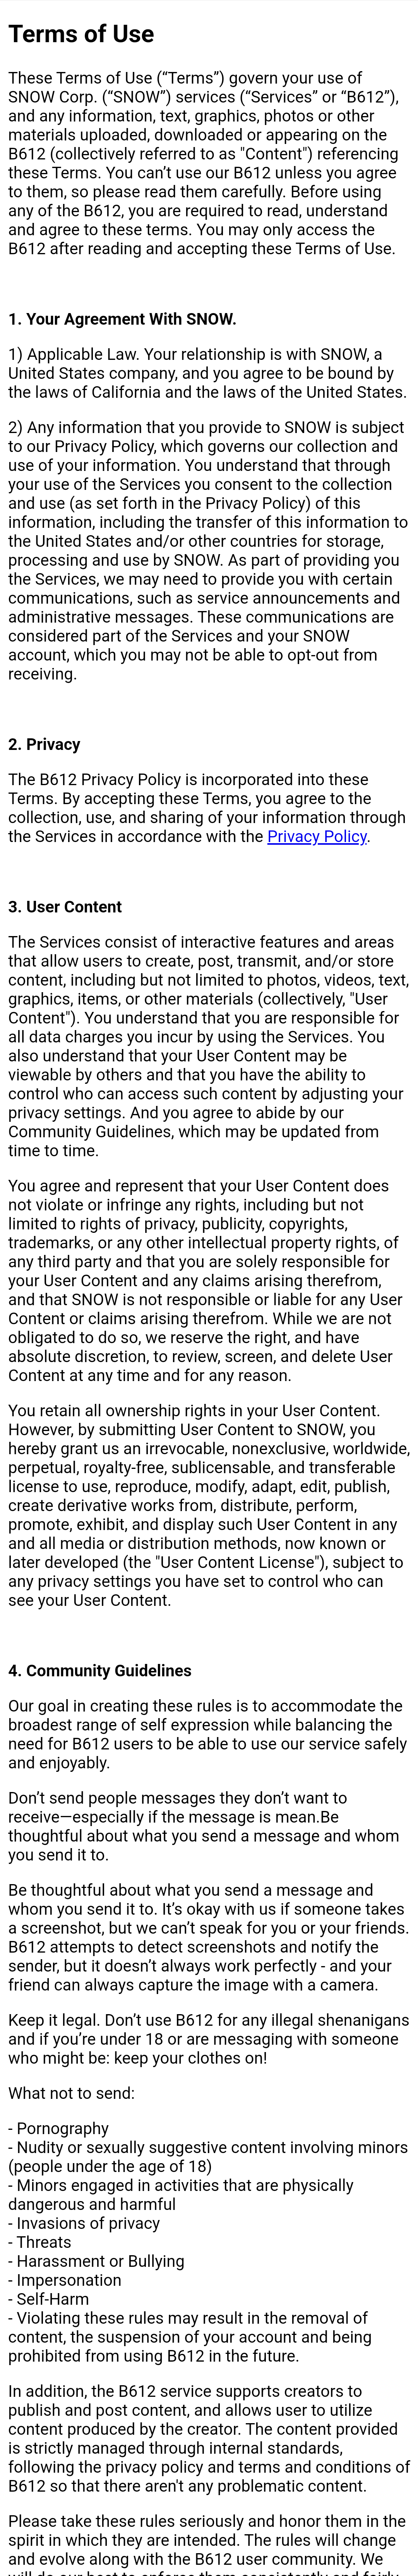 Terms of Use
These Terms of Use (“Terms”) govern your use of
SNOW Corp. (“SNOW”) services (“Services” or “B612”),
and any information, text, graphics, photos or other
materials uploaded, downloaded or appearing on the
B612 (collectively referred to as "Content") referencing
these Terms. You can’t use our B612 unless you agree
to them, so please read them carefully. Before using
any of the B612, you are required to read, understand
and agree to these terms. You may only access the
B612 after reading and accepting these Terms of Use.
1. Your Agreement With SNOW.
1) Applicable Law. Your relationship is with SNOW, a
United States company, and you agree to be bound by
the laws of California and the laws of the United States.
2) Any information that you provide to SNOW is subject
to our Privacy Policy, which governs our collection and
use of your information. You understand that through
your use of the Services you consent to the collection
and use (as set forth in the Privacy Policy) of this
information, including the transfer of this information to
the United States and/or other countries for storage,
processing and use by SNOW. As part of providing you
the Services, we may need to provide you with certain
communications, such as service announcements and
administrative messages. These communications are
considered part of the Services and your SNOW
account, which you may not be able to opt-out from
receiving.
2. Privacy
The B612 Privacy Policy is incorporated into these
Terms. By accepting these Terms, you agree to the
collection, use, and sharing of your information through
the Services in accordance with the Privacy Policy.
3. User Content
The Services consist of interactive features and areas
that allow users to create, post, transmit, and/or store
content, including but not limited to photos, videos, text,
graphics, items, or other materials (collectively, "User
Content"). You understand that you are responsible for
all data charges you incur by using the Services. You
also understand that your User Content may be
viewable by others and that you have the ability to
control who can access such content by adjusting your
privacy settings. And you agree to abide by our
Community Guidelines, which may be updated from
time to time.
You agree and represent that your User Content does
not violate or infringe any rights, including but not
limited to rights of privacy, publicity, copyrights,
trademarks, or any other intellectual property rights, of
any third party and that you are solely responsible for
your User Content and any claims arising therefrom,
and that SNOW is not responsible or liable for any User
Content or claims arising therefrom. While we are not
obligated to do so, we reserve the right, and have
absolute discretion, to review, screen, and delete User
Content at any time and for any reason.
You retain all ownership rights in your User Content.
However, by submitting User Content to SNOW, you
hereby grant us an irrevocable, nonexclusive, worldwide,
perpetual, royalty-free, sublicensable, and transferable
license to use, reproduce, modify, adapt, edit, publish,
create derivative works from, distribute, perform,
promote, exhibit, and display such User Content in any
and all media or distribution methods, now known or
later developed (the "User Content License"), subject to
any privacy settings you have set to control who can
see your User Content.
4. Community Guidelines
Our goal in creating these rules is to accommodate the
broadest range of self expression while balancing the
need for B612 users to be able to use our service safely
and enjoyably.
Don’t send people messages they don’t want to
receive—especially if the message is mean.Be
thoughtful about what you send a message and whom
you send it to.
Be thoughtful about what you send a message and
whom you send it to. It’s okay with us if someone takes
a screenshot, but we can’t speak for you or your friends.
B612 attempts to detect screenshots and notify the
sender, but it doesn’t always work perfectly - and your
friend can always capture the image with a camera.
Keep it legal. Don’t use B612 for any illegal shenanigans
and if you’re under 18 or are messaging with someone
who might be: keep your clothes on!
What not to send:
- Pornography
- Nudity or sexually suggestive content involving minors
(people under the age of 18)
- Minors engaged in activities that are physically
dangerous and harmful
- Invasions of privacy
- Threats
- Harassment or Bullying
- Impersonation
- Self-Harm
- Violating these rules may result in the removal of
content, the suspension of your account and being
prohibited from using B612 in the future.
In addition, the B612 service supports creators to
publish and post content, and allows user to utilize
content produced by the creator. The content provided
is strictly managed through internal standards,
following the privacy policy and terms and conditions of
B612 so that there aren't any problematic content.
Please take these rules seriously and honor them in the
spirit in which they are intended. The rules will change
and evolve along with the B612 user community. We
will do our best to enforce them consistently and fairly